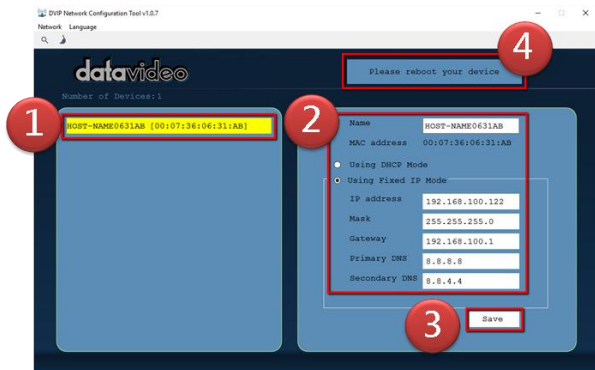 DVIP Network Configuration Tool v1.0.7
Network Language
4
datavideo
Please reboot your device
Number of Devices:1
1
HOST-NAME0631AB [00:07:36:06:31:AB]
2
Name HOST-NAME0631AB
MAC address 00:07:36:06:31:AB
Using DHCP Mode
Using Fixed IP Mode
IP address 192.168.100.122
Mask 255.255.255.0
Gateway 192.168.100.1
Primary DNS 8.8.8.8
Secondary DNS 8.8.4.4
3
Save